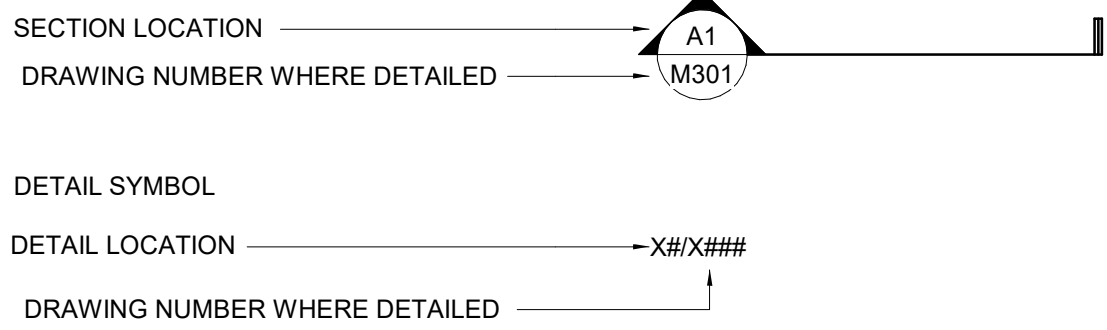 SECTION LOCATION
A1
DRAWING NUMBER WHERE DETAILED
M301
DETAIL SYMBOL
DETAIL LOCATION
X#/X###
DRAWING NUMBER WHERE DETAILED